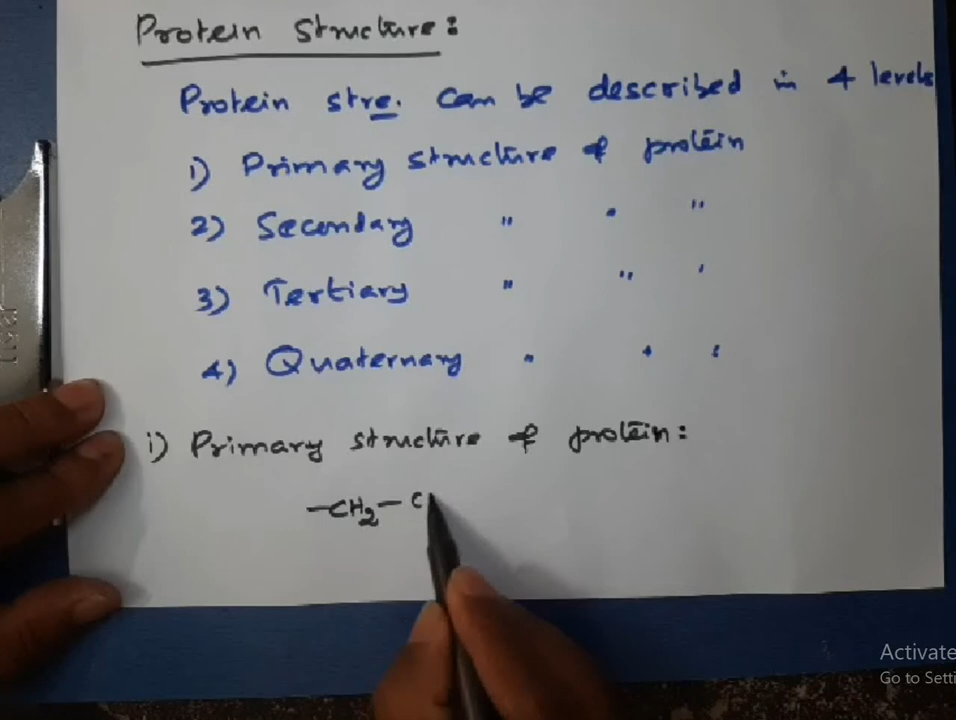 Protein Structure:
Protein stre. can be described in 4 levels
1) Primary structure of protein
2) Secondary " " "
3) Tertiary " " "
4) Quaternary " " "
i) Primary structure of protein:
-CH2-C
Activate
Go to Setti